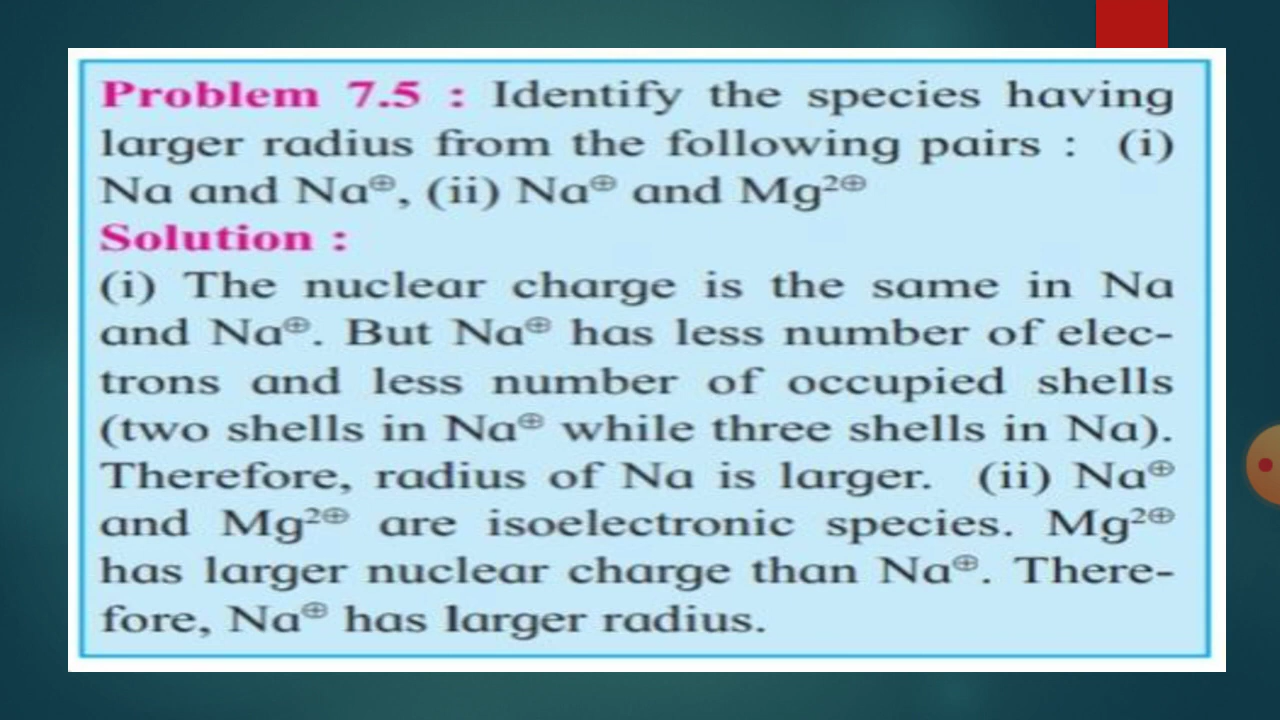 Problem 7.5 : Identify the species having
larger radius from the following pairs : (i)
Na and Na⊕, (ii) Na⊕ and Mg²⊕
Solution :
(i) The nuclear charge is the same in Na
and Na⊕. But Na⊕ has less number of elec-
trons and less number of occupied shells
(two shells in Na⊕ while three shells in Na).
Therefore, radius of Na is larger. (ii) Na⊕
and Mg²⊕ are isoelectronic species. Mg²⊕
has larger nuclear charge than Na⊕. There-
fore, Na⊕ has larger radius.